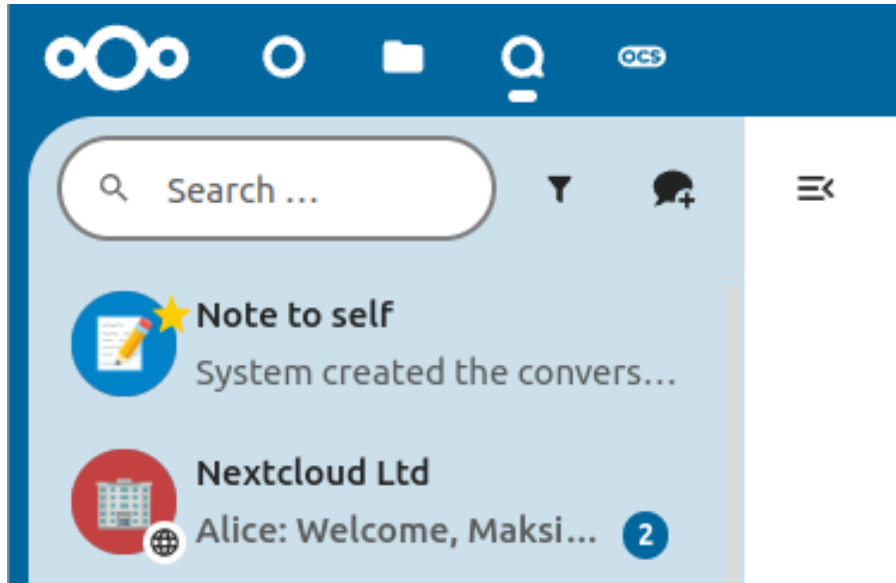 OCS
Search ...
Note to self
System created the convers...
Nextcloud Ltd
Alice: Welcome, Maksi... 2